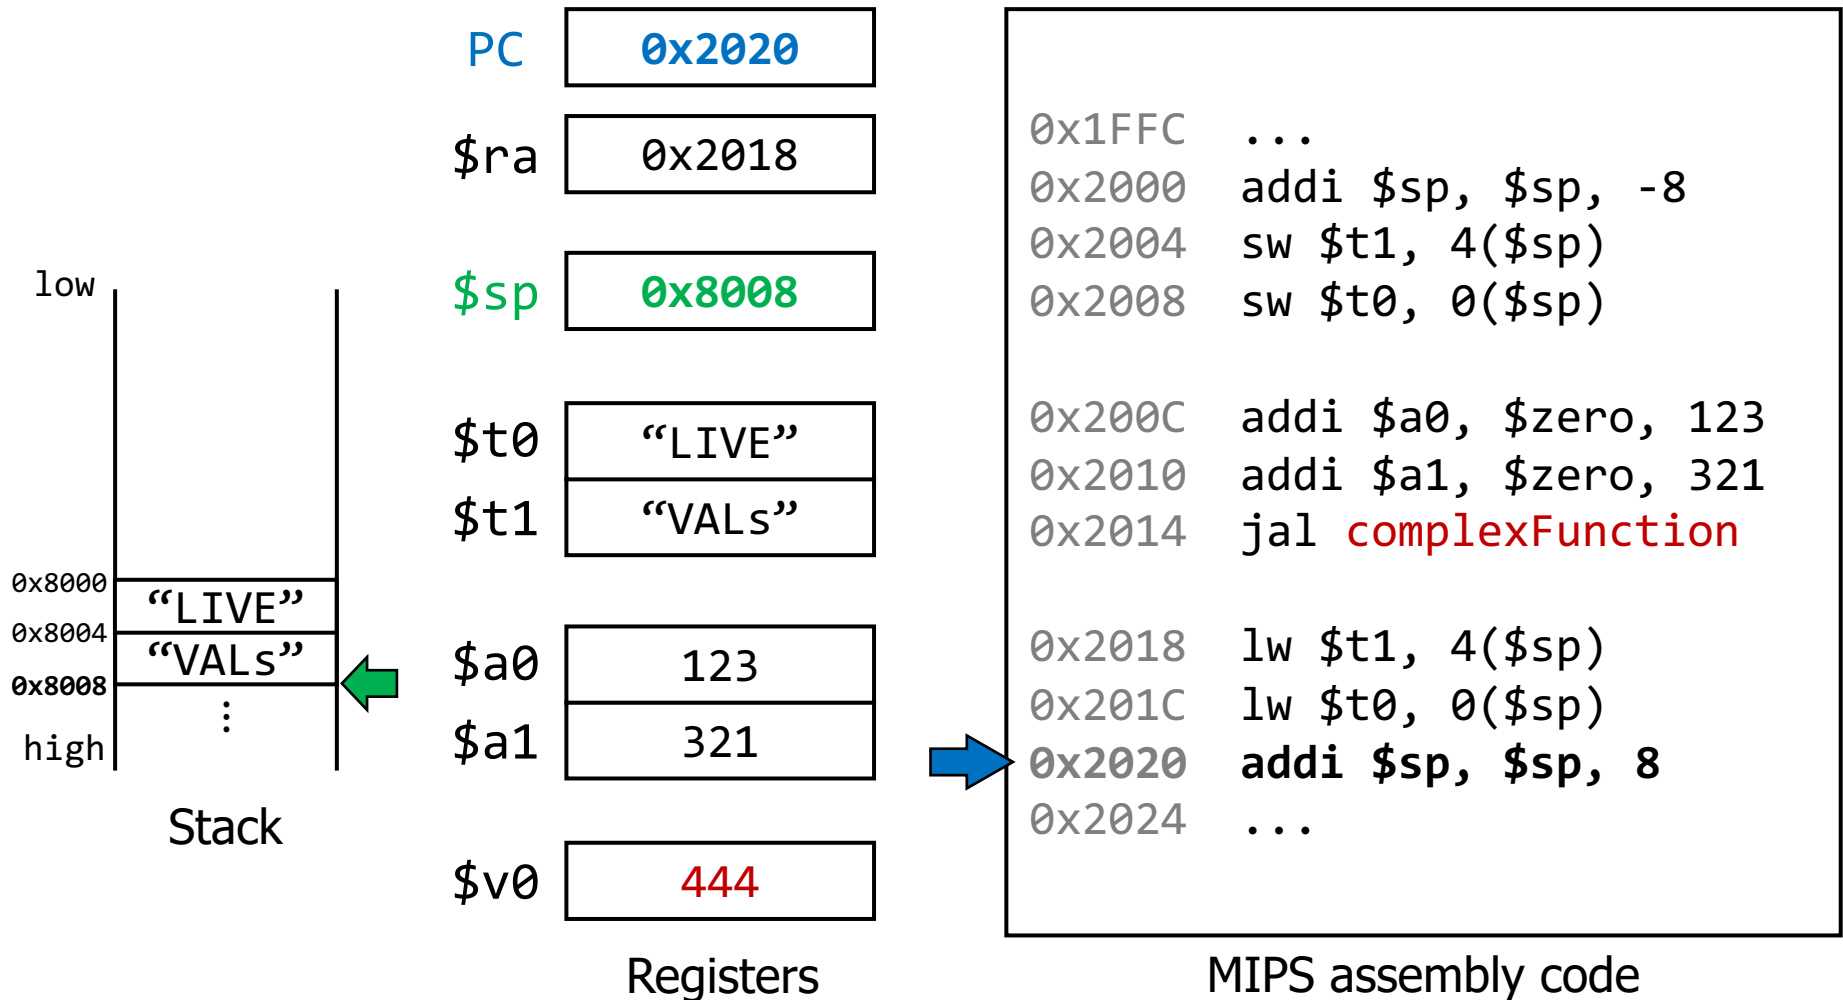 low
0x8000
“LIVE”
0x8004
“VALs”
0x8008
⋮
high
Stack
PC 0x2020
$ra 0x2018
$sp 0x8008
$t0 “LIVE”
$t1 “VALs”
$a0 123
$a1 321
$v0 444
Registers
0x1FFC ...
0x2000 addi $sp, $sp, -8
0x2004 sw $t1, 4($sp)
0x2008 sw $t0, 0($sp)
0x200C addi $a0, $zero, 123
0x2010 addi $a1, $zero, 321
0x2014 jal complexFunction
0x2018 lw $t1, 4($sp)
0x201C lw $t0, 0($sp)
0x2020 addi $sp, $sp, 8
0x2024 ...
MIPS assembly code